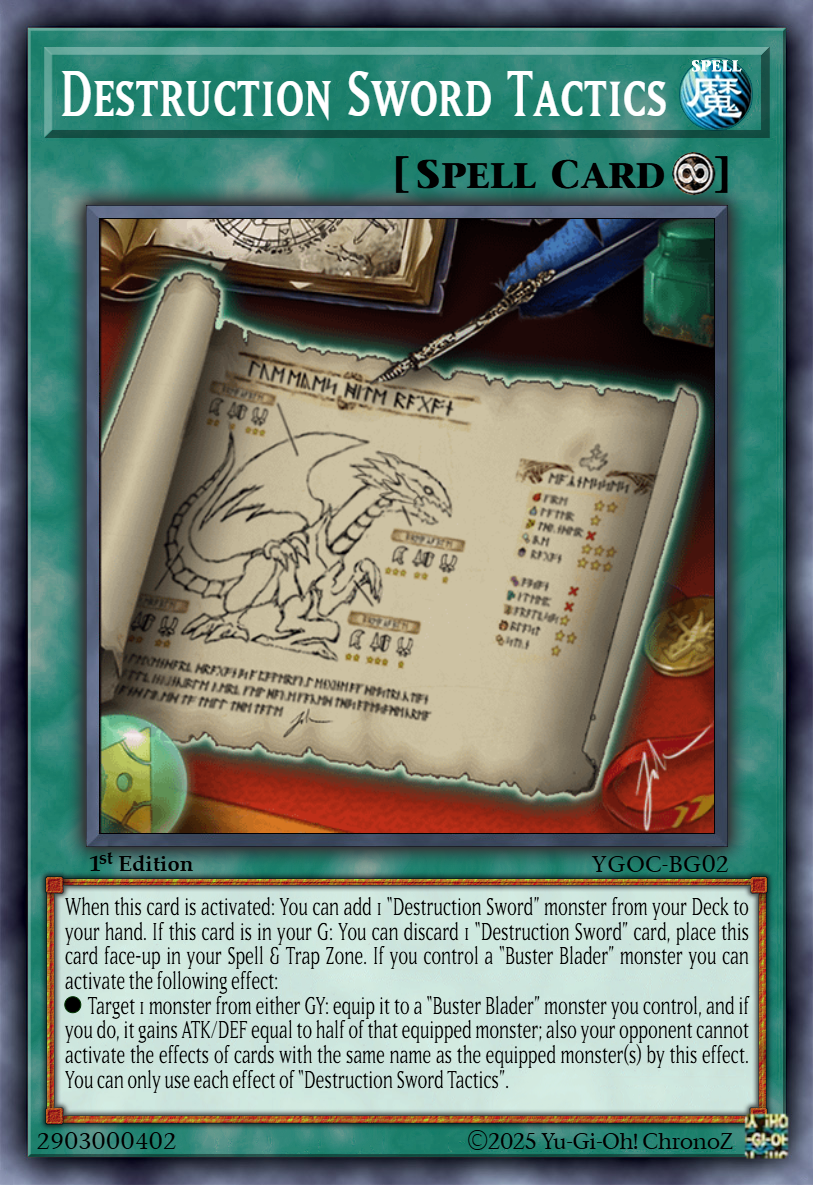 DESTRUCTION SWORD TACTICS
SPELL
魔
[SPELL CARD]
1st Edition
YGOC-BG02
When this card is activated: You can add 1 "Destruction Sword" monster from your Deck to
your hand. If this card is in your G: You can discard 1 "Destruction Sword" card, place this
card face-up in your Spell & Trap Zone. If you control a "Buster Blader" monster you can
activate the following effect:
● Target 1 monster from either GY: equip it to a "Buster Blader" monster you control, and if
you do, it gains ATK/DEF equal to half of that equipped monster; also your opponent cannot
activate the effects of cards with the same name as the equipped monster(s) by this effect.
You can only use each effect of "Destruction Sword Tactics".
2903000402
©2025 Yu-Gi-Oh! ChronoZ